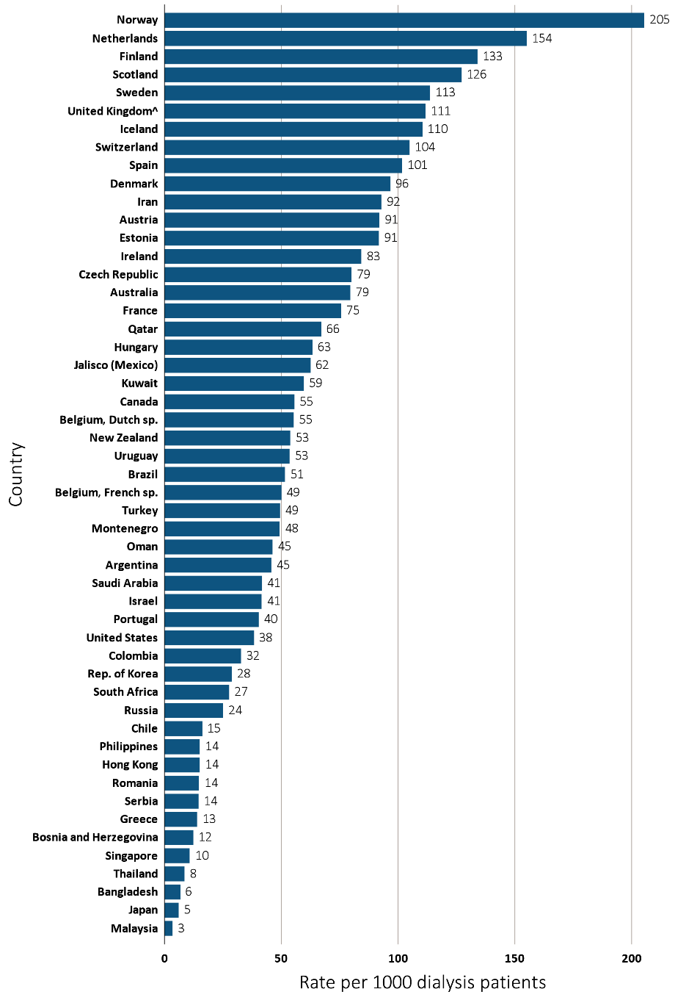 Norway 205
Netherlands 154
Finland 133
Scotland 126
Sweden 113
United Kingdom^ 111
Iceland 110
Switzerland 104
Spain 101
Denmark 96
Iran 92
Austria 91
Estonia 91
Ireland 83
Czech Republic 79
Australia 79
France 75
Qatar 66
Hungary 63
Jalisco (Mexico) 62
Kuwait 59
Canada 55
Belgium, Dutch sp. 55
New Zealand 53
Uruguay 53
Brazil 51
Belgium, French sp. 49
Turkey 49
Montenegro 48
Oman 45
Argentina 45
Saudi Arabia 41
Israel 41
Portugal 40
United States 38
Colombia 32
Rep. of Korea 28
South Africa 27
Russia 24
Chile 15
Philippines 14
Hong Kong 14
Romania 14
Serbia 14
Greece 13
Bosnia and Herzegovina 12
Singapore 10
Thailand 8
Bangladesh 6
Japan 5
Malaysia 3
Country
0 50 100 150 200
Rate per 1000 dialysis patients